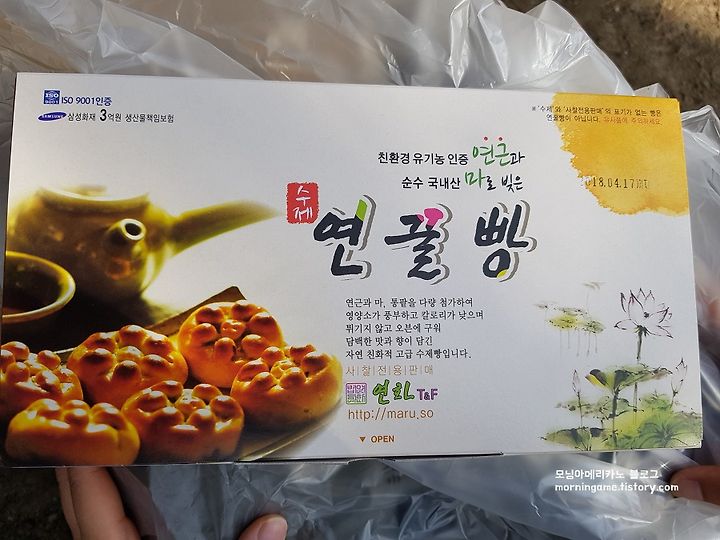 ISO 9001인증
SAMSUNG 삼성화재 3억원 생산물책임보험
※ '수제'와 '사찰전용판매'의 표기가 없는 빵은
연꿀빵이 아닙니다. 유사품에 주의하세요.
친환경 유기농 인증 연근과
순수 국내산 마로 빚은
18.04.17
수제
연꿀빵
연근과 마, 통팥을 다량 첨가하여
영양소가 풍부하고 칼로리가 낮으며
튀기지 않고 오븐에 구워
담백한 맛과 향이 담긴
자연 친화적 고급 수제빵입니다.
사찰전용판매
연화 T&F
http://maru.so
▼ OPEN
모닝아메리카노 블로그
morningame.tistory.com